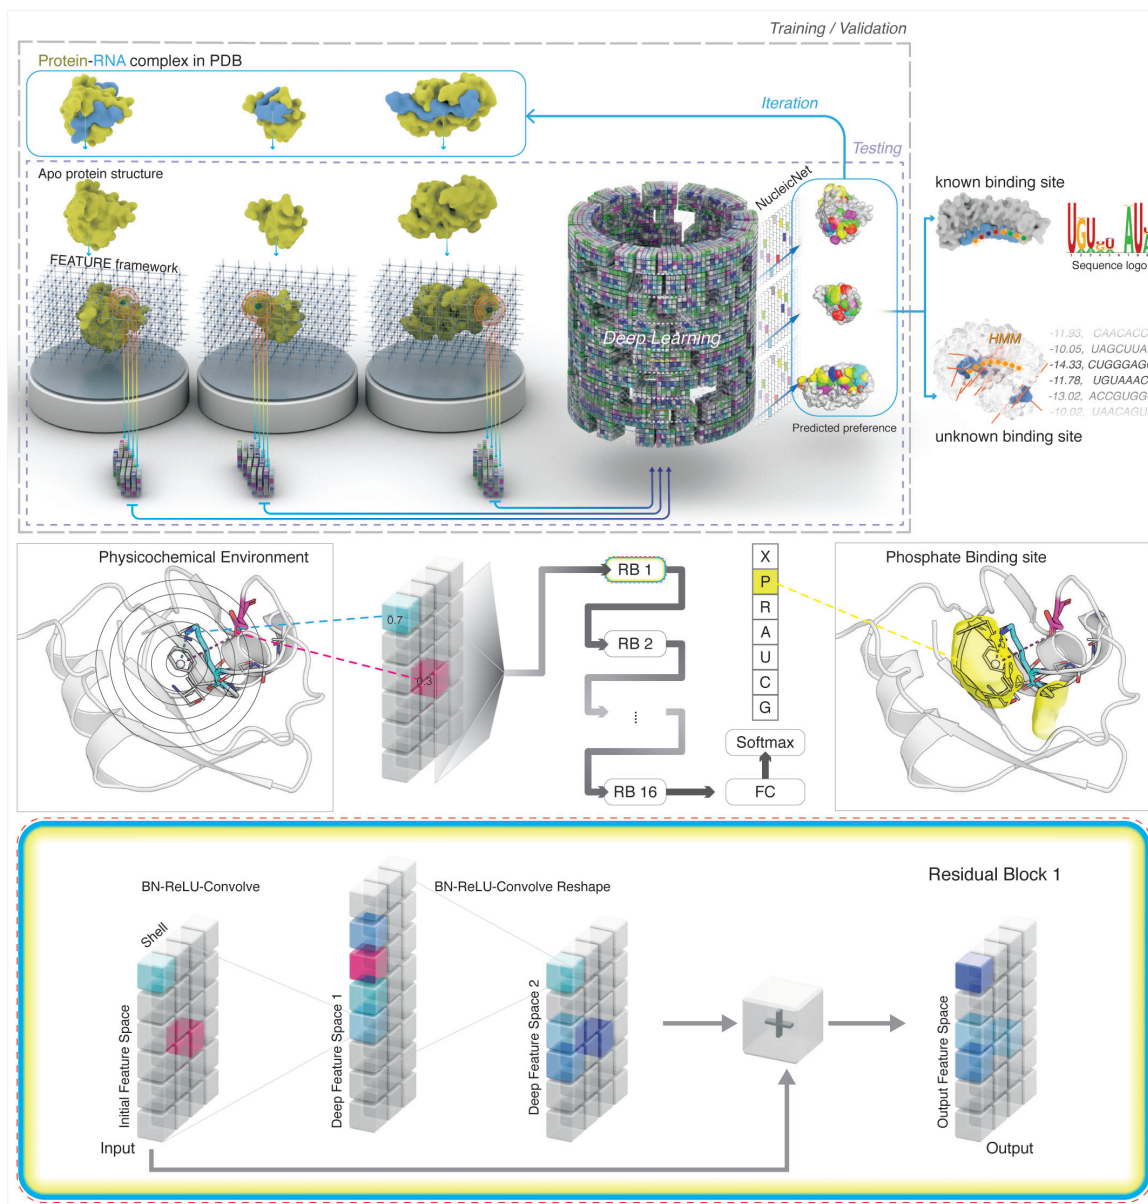 Training / Validation
Protein-RNA complex in PDB
Iteration
Testing
Apo protein structure
NucleicNet
known binding site
FEATURE framework
Sequence logo
Deep Learning
HMM
-11.93, CAACACC
-10.05, UAGCUUA
-14.33, CUGGGAG
-11.78, UGUAAAC
-13.02, ACCGUGG
-10.02, UAACAGU
Predicted preference
unknown binding site
Physicochemical Environment
0.7
0.3
RB 1
RB 2
RB 16
FC
Softmax
X
P
R
A
U
C
G
Phosphate Binding site
Residual Block 1
BN-ReLU-Convolve
BN-ReLU-Convolve Reshape
Shell
Initial Feature Space
Deep Feature Space 1
Deep Feature Space 2
Output Feature Space
Input
Output